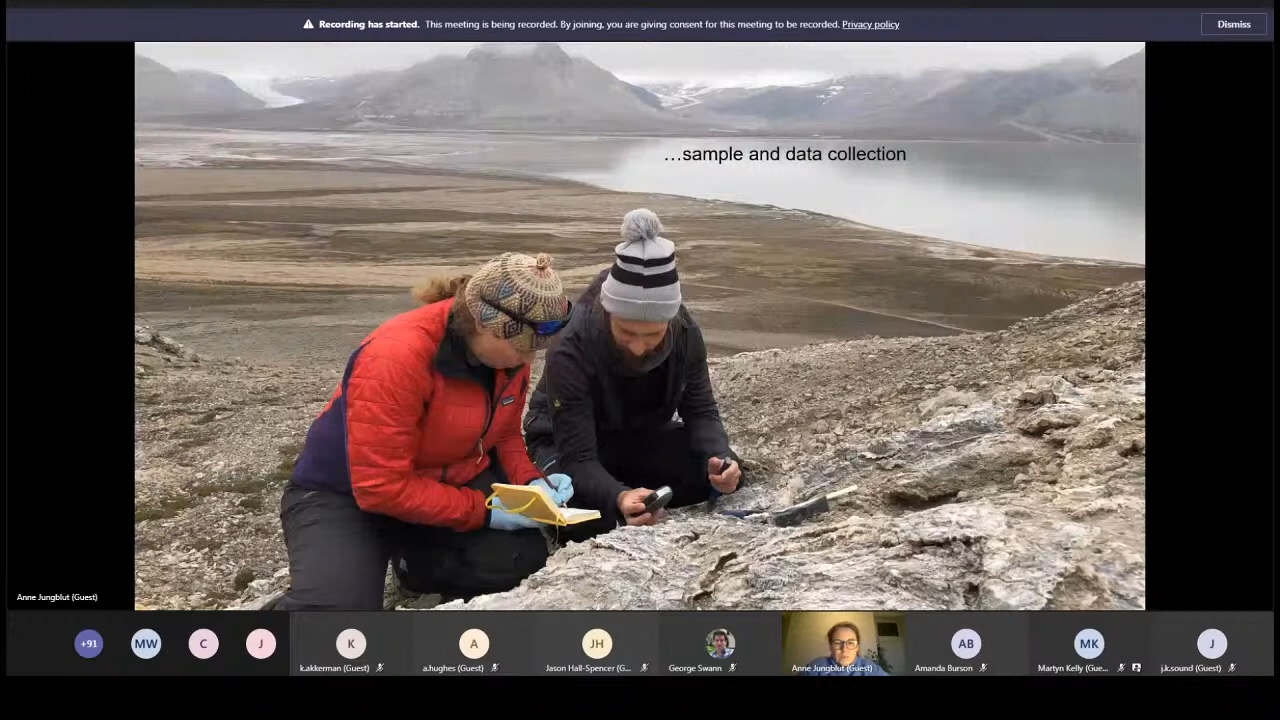 Recording has started. This meeting is being recorded. By joining, you are giving consent for this meeting to be recorded. Privacy policy
Dismiss
…sample and data collection
Anne Jungblut (Guest)
+91
MW
C
J
K
A
JH
AB
MK
J
k.akkerman (Guest)
a.hughes (Guest)
Jason Hall-Spencer (G...
George Swann
Anne Jungblut (Guest)
Amanda Burson
Martyn Kelly (Gue...
j.k.sound (Guest)